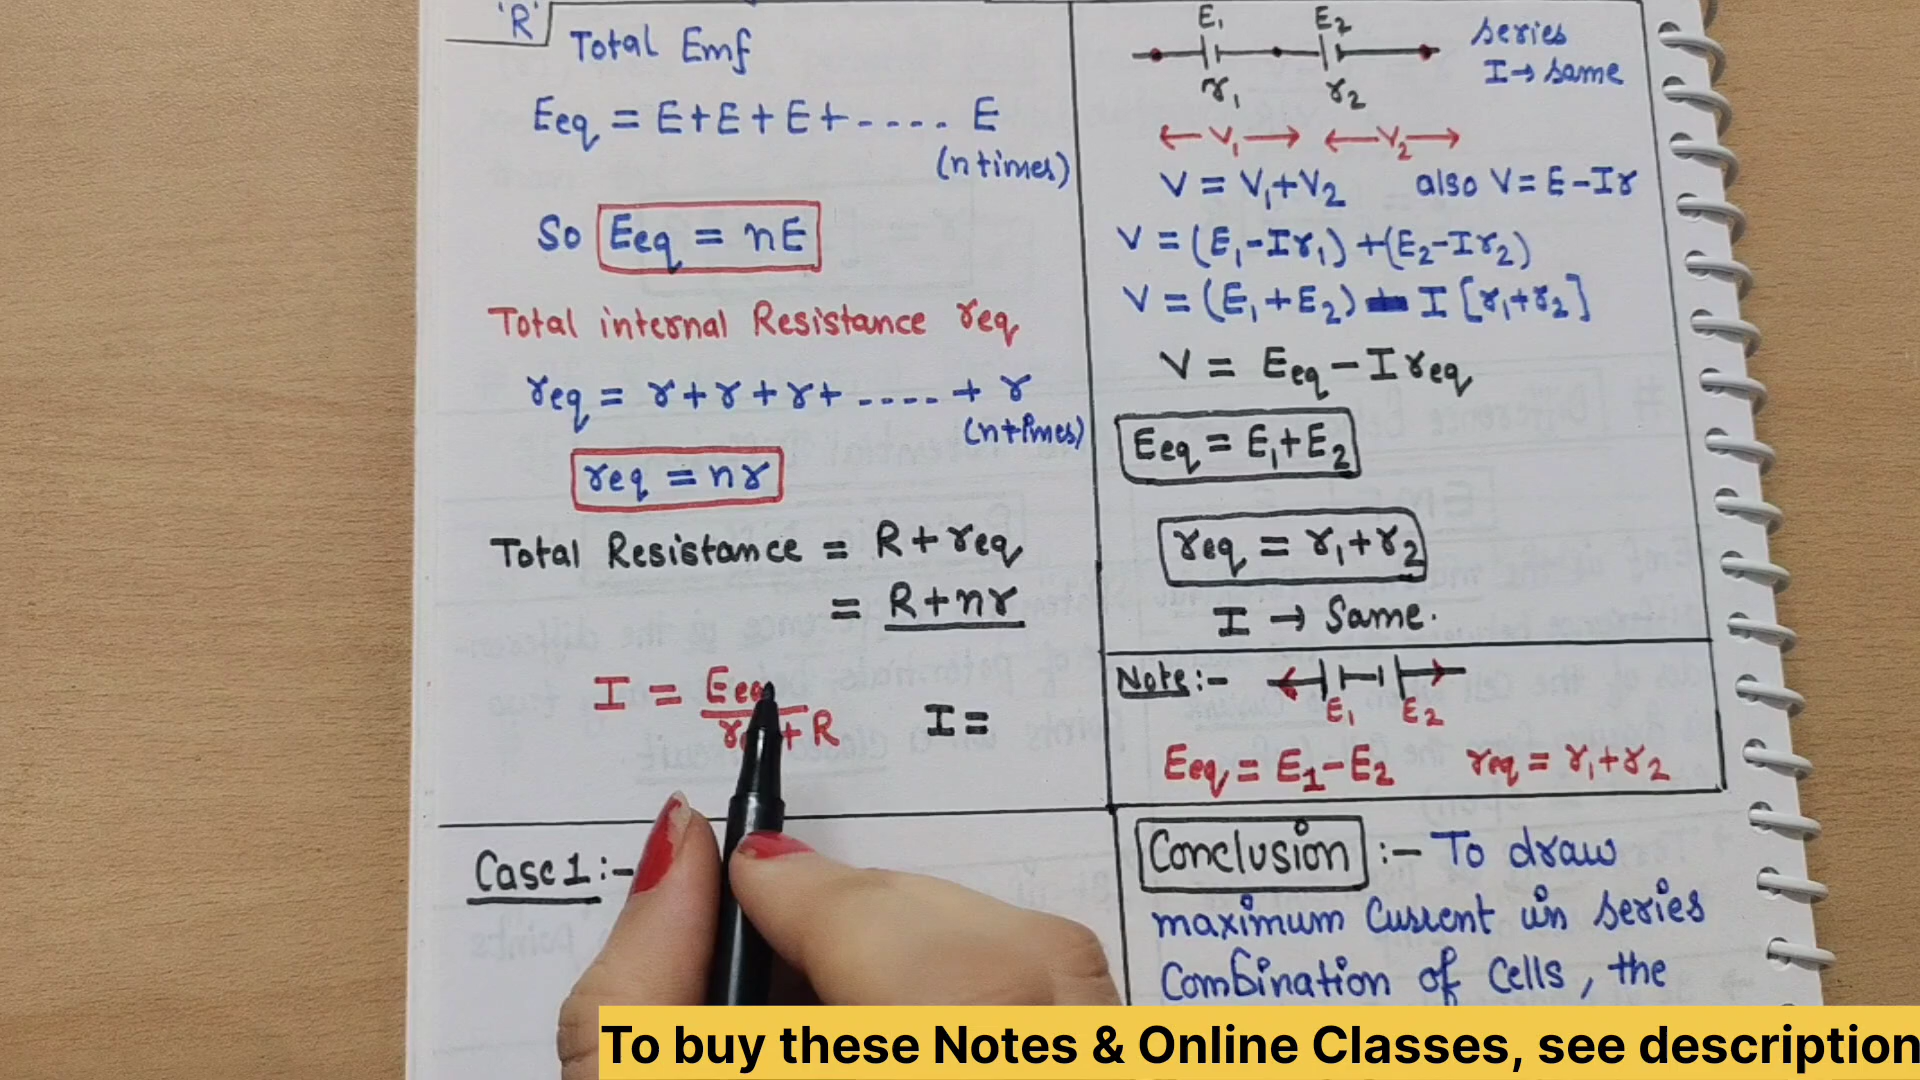 'R'
Total Emf
Eeq = E+E+E+----. E
(n times)
So Eeq = nE
Total internal Resistance req
req = r+r+r+ ....+ r
(n times)
req = nr
Total Resistance = R+req
= R+nr
I = Eeq
+ R
I =
Case 1:-
E1 E2
r1 r2
series
I→ same
V1 V2
V = V1+V2 also V = E-Ir
V = (E1-Ir1) +(E2-Ir2)
V = (E1+E2) - I [r1+r2]
V = Eeq - I req
Eeq = E1+E2
req = r1+r2
I → Same.
Note:-
E1 E2
Eeq = E1-E2 req = r1+r2
Conclusion :- To draw
maximum Current in series
Combination of Cells, the
To buy these Notes & Online Classes, see description